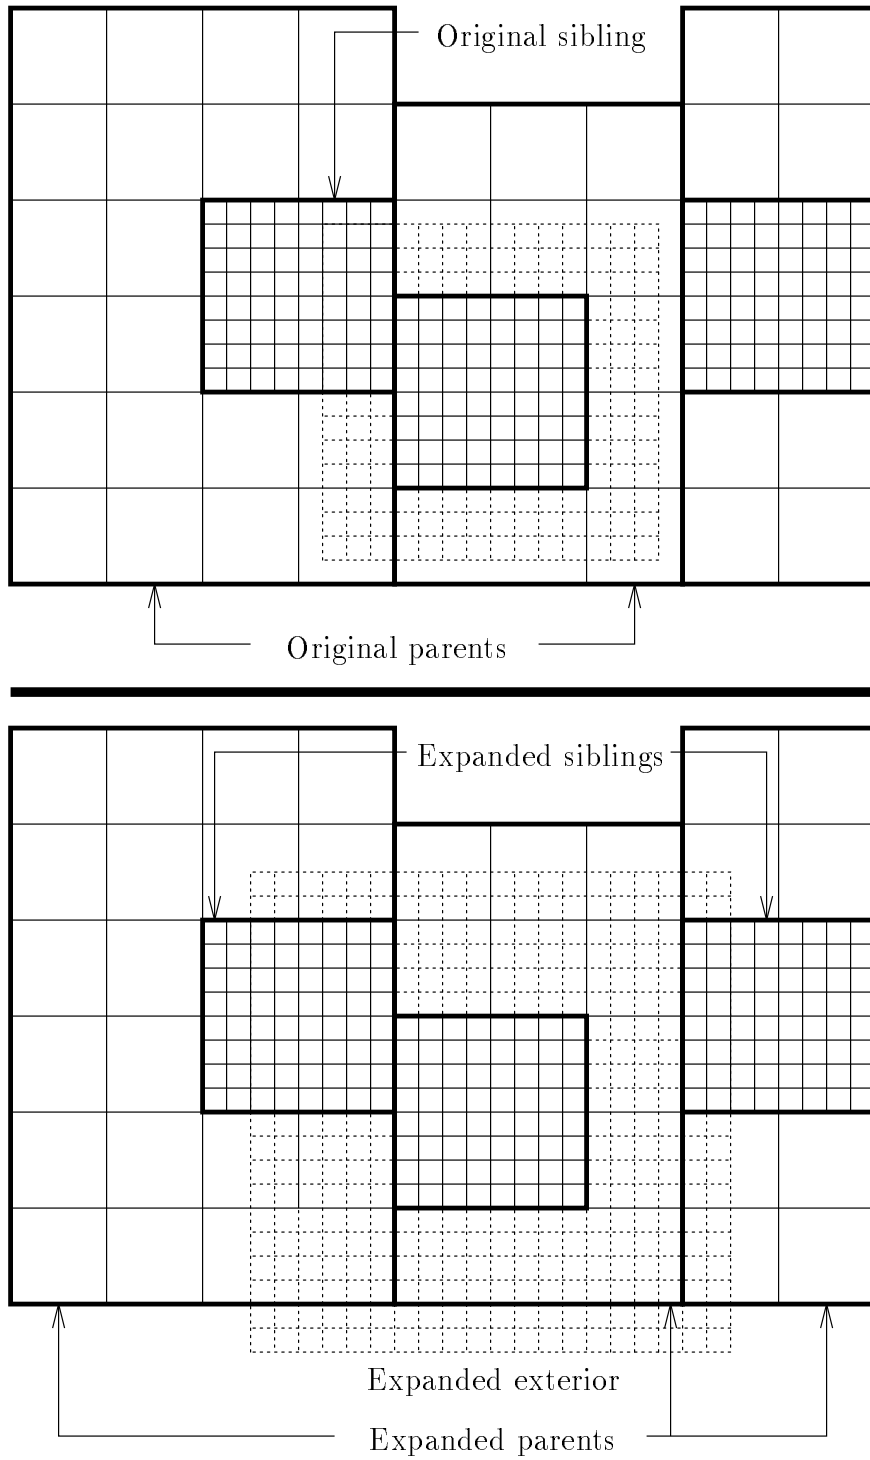 Original sibling
Original parents
Expanded siblings
Expanded exterior
Expanded parents